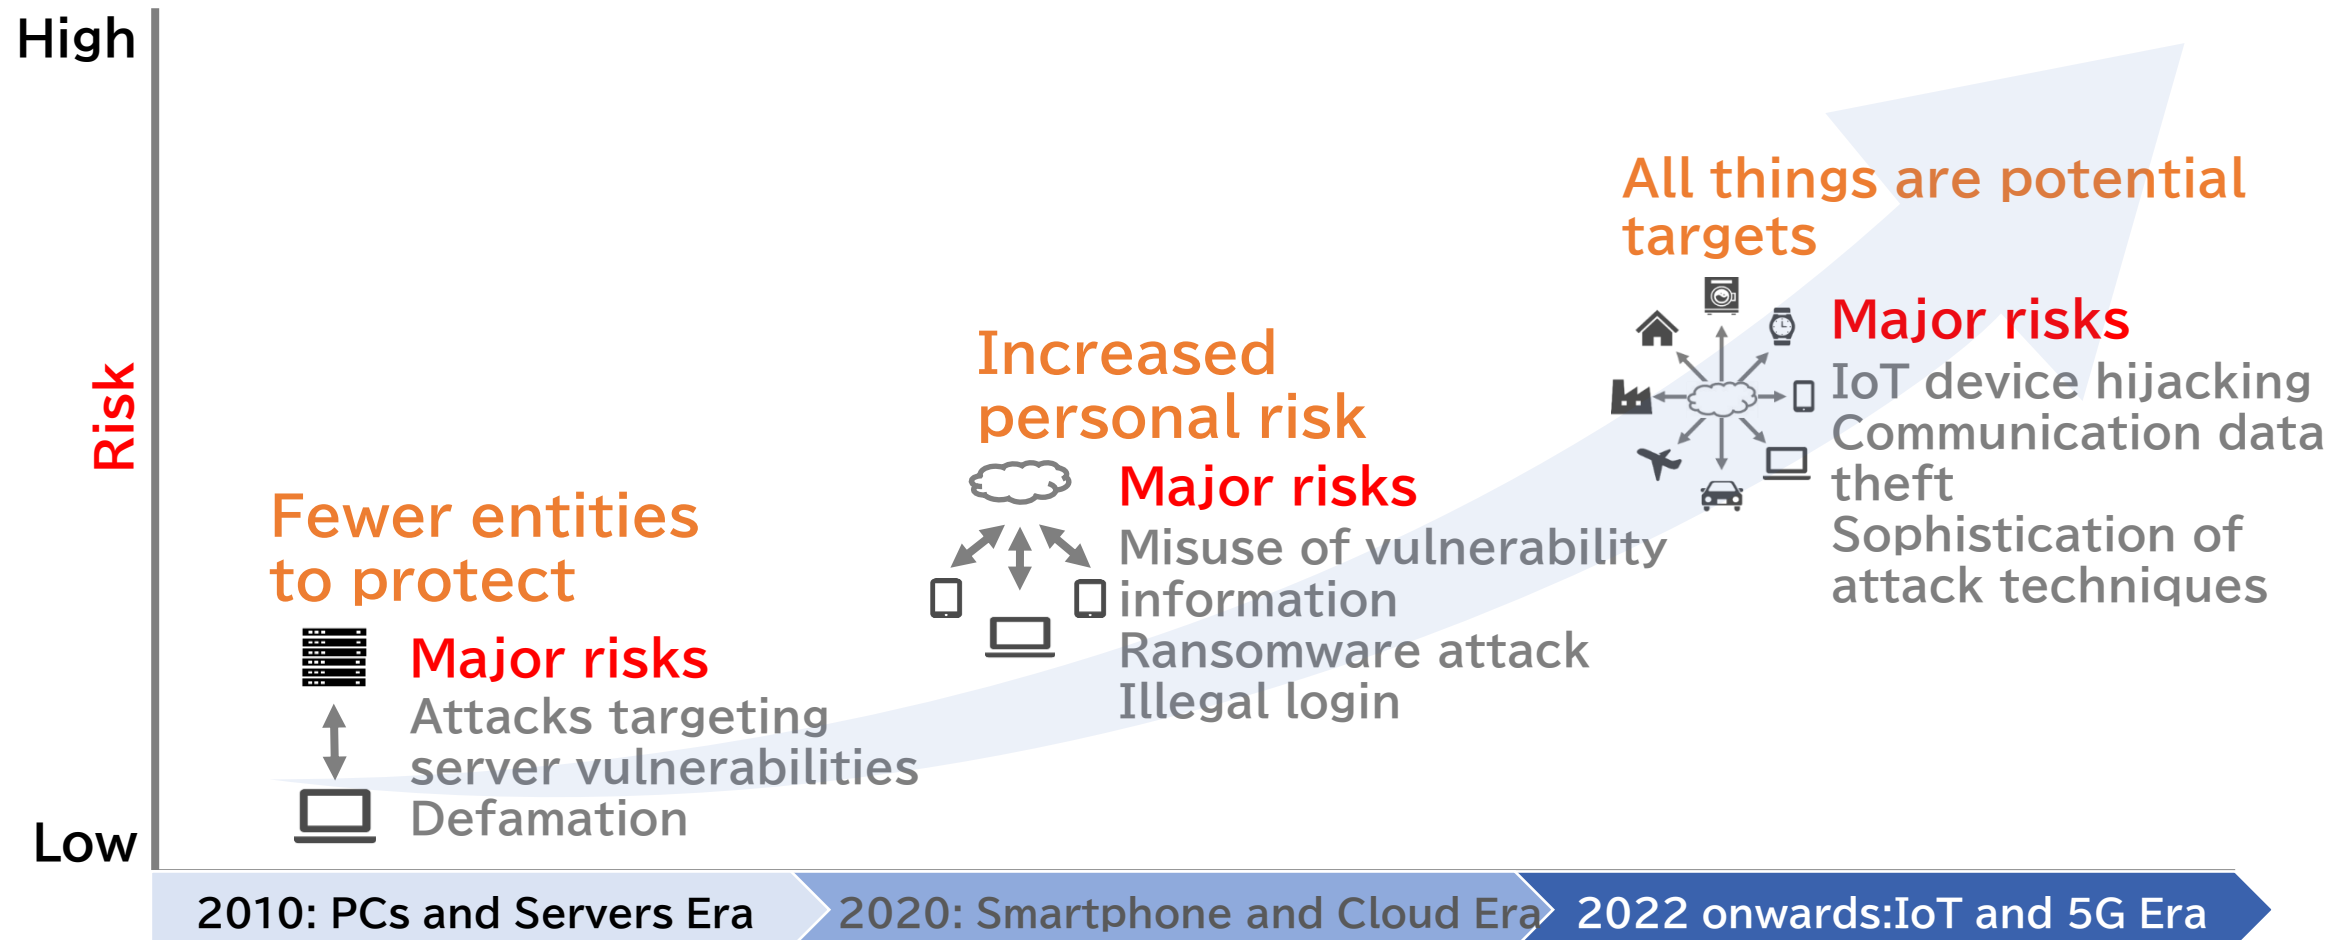 High
Risk
Low
Fewer entities
to protect
Major risks
Attacks targeting
server vulnerabilities
Defamation
Increased
personal risk
Major risks
Misuse of vulnerability
information
Ransomware attack
Illegal login
All things are potential
targets
Major risks
IoT device hijacking
Communication data
theft
Sophistication of
attack techniques
2010: PCs and Servers Era
2020: Smartphone and Cloud Era
2022 onwards:IoT and 5G Era